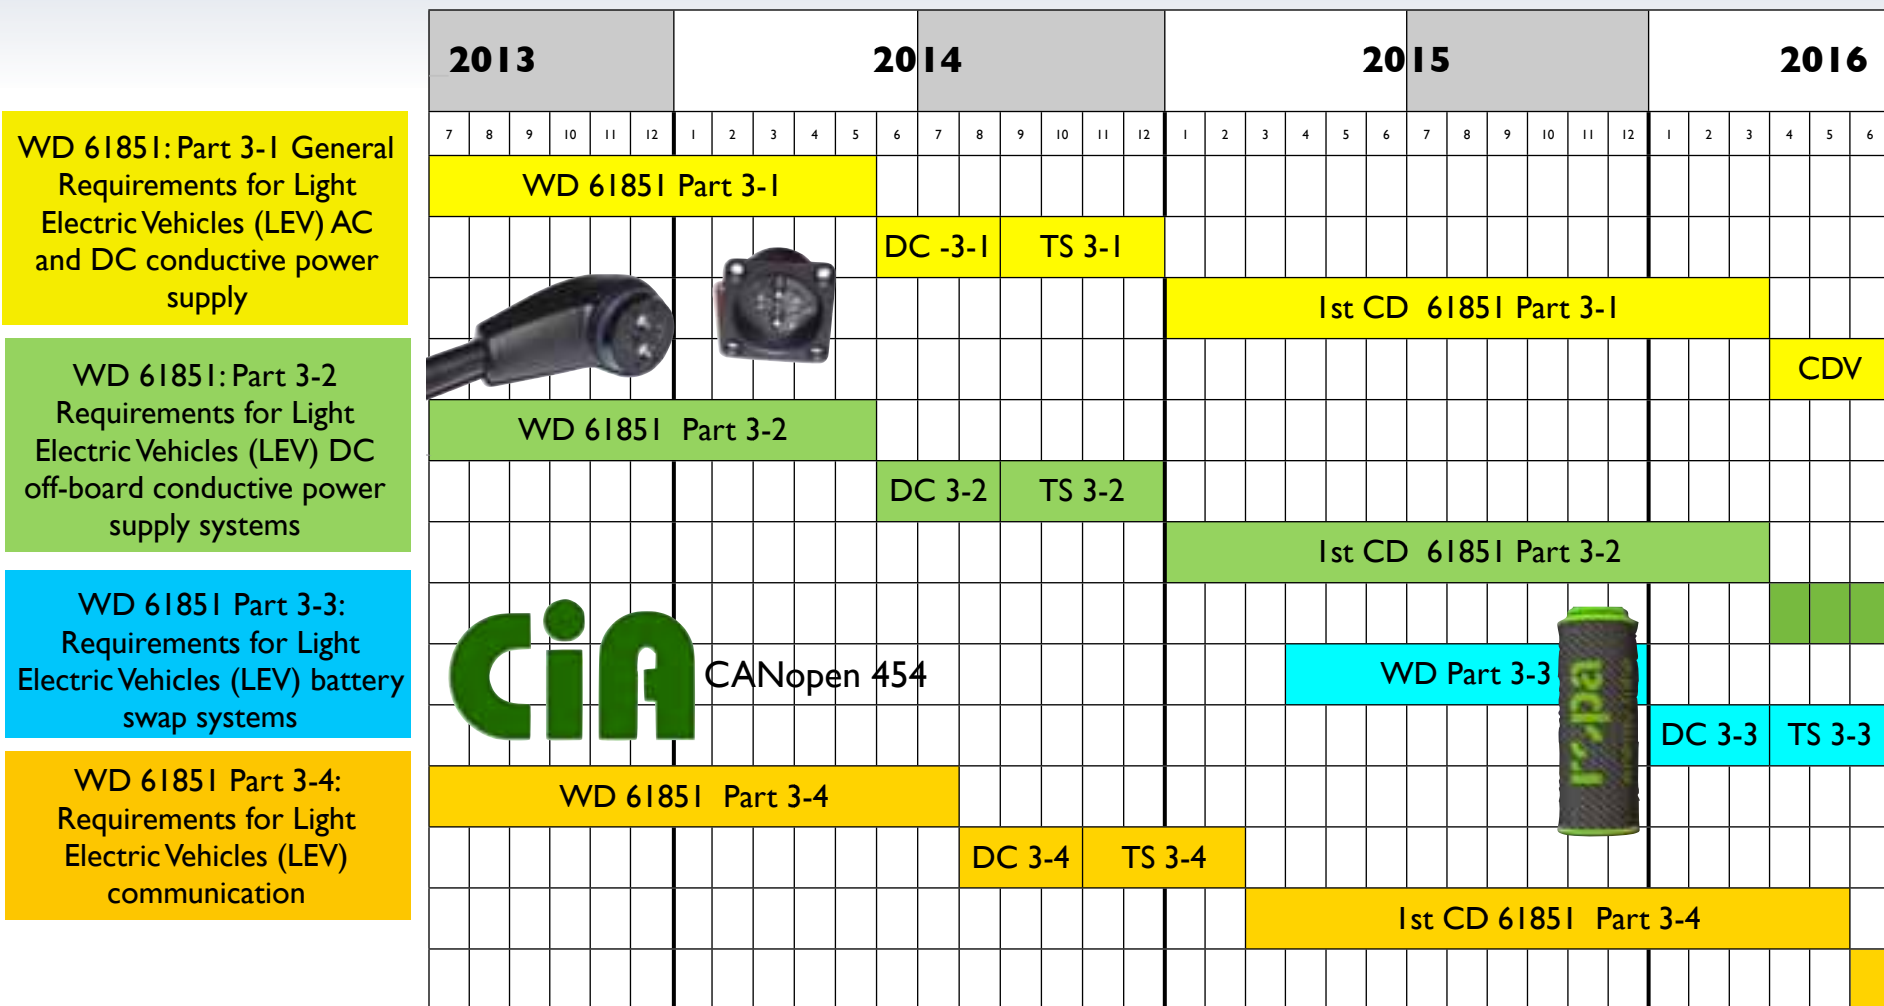 2013 2014 2015 2016
7 8 9 10 11 12 1 2 3 4 5 6 7 8 9 10 11 12 1 2 3 4 5 6 7 8 9 10 11 12 1 2 3 4 5 6
WD 61851: Part 3-1 General
Requirements for Light
Electric Vehicles (LEV) AC
and DC conductive power
supply
WD 61851 Part 3-1
DC -3-1 TS 3-1
1st CD 61851 Part 3-1
CDV
WD 61851: Part 3-2
Requirements for Light
Electric Vehicles (LEV) DC
off-board conductive power
supply systems
WD 61851 Part 3-2
DC 3-2 TS 3-2
1st CD 61851 Part 3-2
WD 61851 Part 3-3:
Requirements for Light
Electric Vehicles (LEV) battery
swap systems
CiA CANopen 454
WD Part 3-3
ropa
DC 3-3 TS 3-3
WD 61851 Part 3-4:
Requirements for Light
Electric Vehicles (LEV)
communication
WD 61851 Part 3-4
DC 3-4 TS 3-4
1st CD 61851 Part 3-4